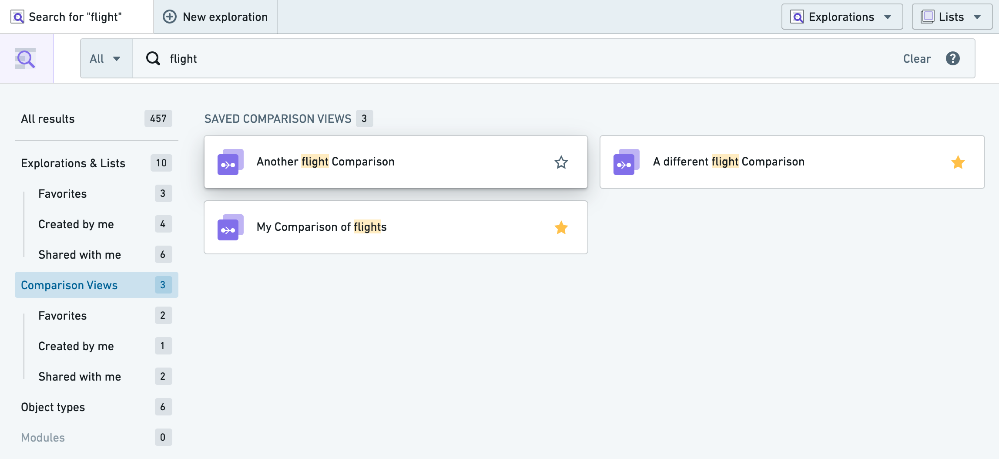 Search for "flight"
New exploration
Explorations
Lists
All
flight
Clear
?
All results 457
Explorations & Lists 10
Favorites 3
Created by me 4
Shared with me 6
Comparison Views 3
Favorites 2
Created by me 1
Shared with me 2
Object types 6
Modules 0
SAVED COMPARISON VIEWS 3
Another flight Comparison
A different flight Comparison
My Comparison of flights